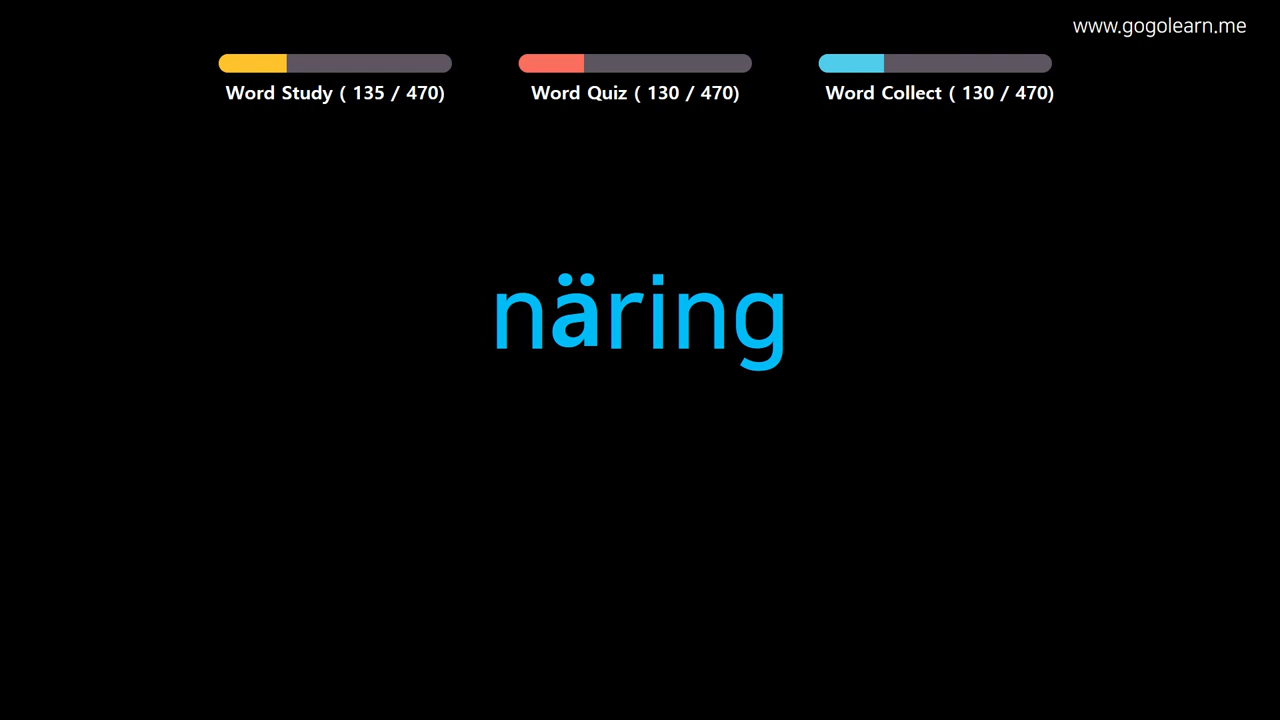 www.gogolearn.me
Word Study ( 135 / 470)
Word Quiz ( 130 / 470)
Word Collect ( 130 / 470)
näring